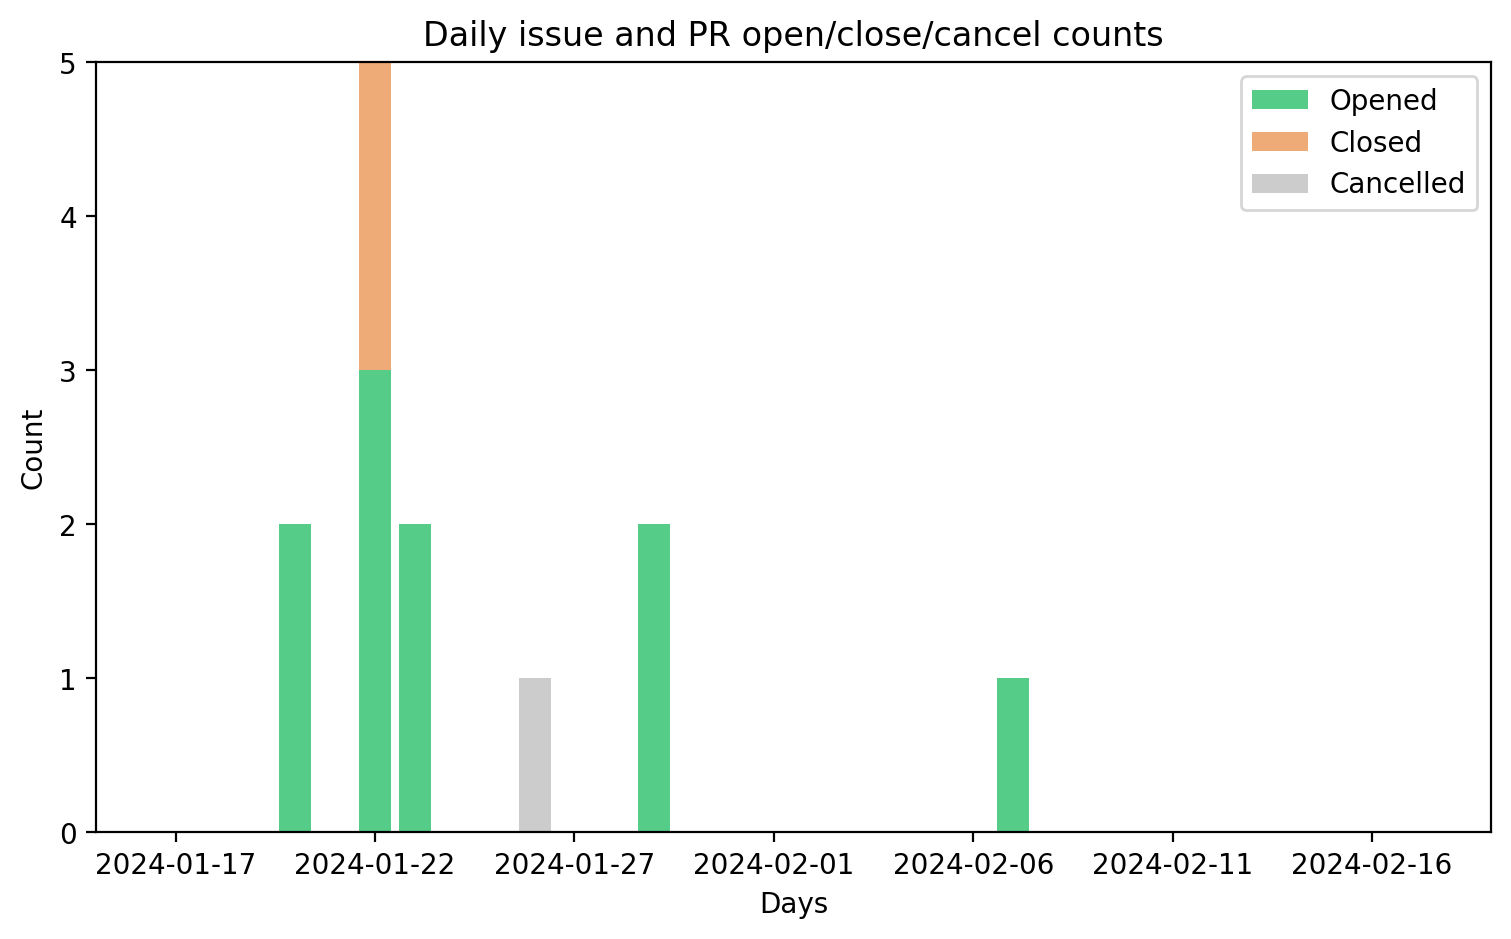 Daily issue and PR open/close/cancel counts
5
4
3
2
1
0
Count
Opened
Closed
Cancelled
2024-01-17 2024-01-22 2024-01-27 2024-02-01 2024-02-06 2024-02-11 2024-02-16
Days